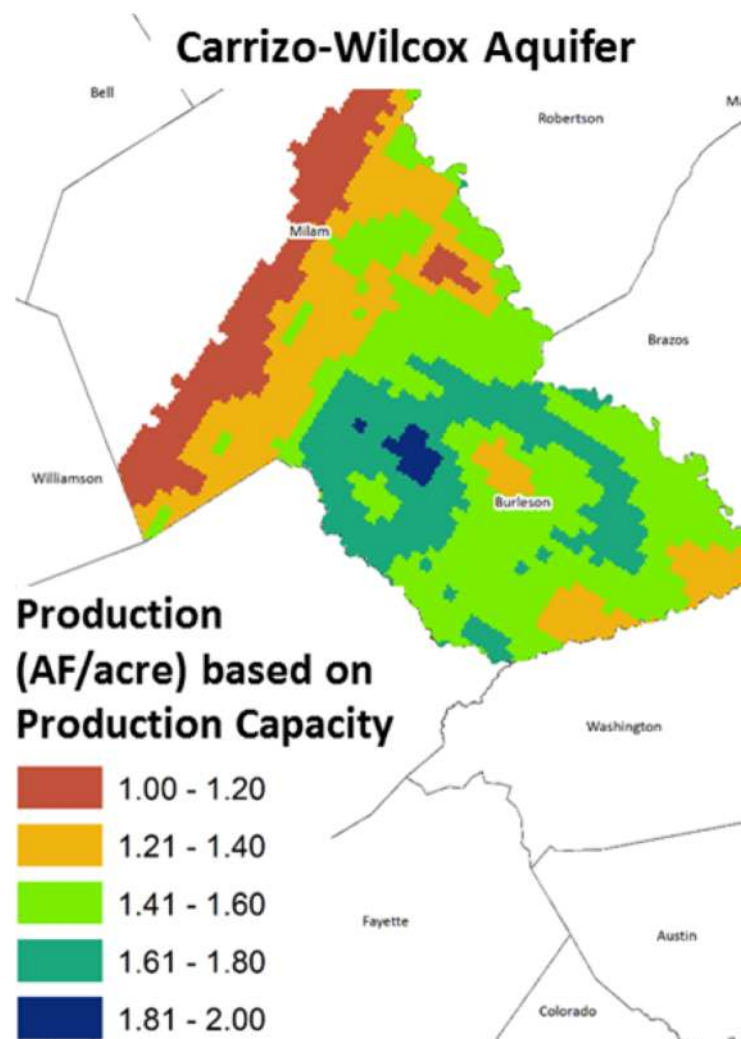 Carrizo-Wilcox Aquifer
Bell
Robertson
Ma
Milam
Brazos
Williamson
Burleson
Production
(AF/acre) based on
Production Capacity
Washington
1.00 - 1.20
1.21 - 1.40
1.41 - 1.60
Fayette
Austin
1.61 - 1.80
Colorado
1.81 - 2.00